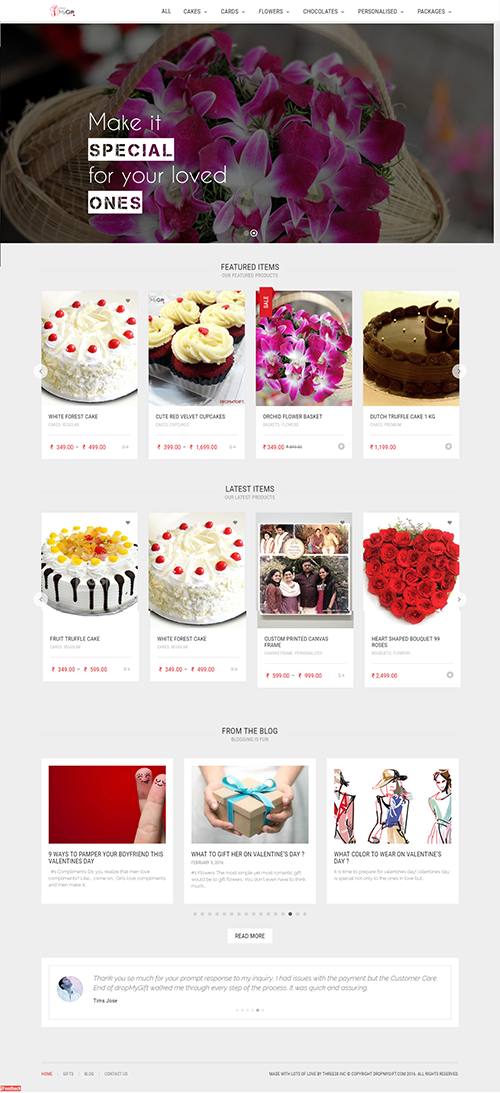 MyGift
ALL CAKES CARDS FLOWERS CHOCOLATES PERSONALISED PACKAGES
Make it
SPECIAL
for your loved
ONES
FEATURED ITEMS
OUR FEATURED PRODUCTS
SALE
DROPMYGIFT.
WHITE FOREST CAKE
CAKES, REGULAR
₹ 349.00 – ₹ 499.00
CUTE RED VELVET CUPCAKES
CAKES, CUPCAKES
₹ 399.00 – ₹ 1,699.00
ORCHID FLOWER BASKET
BASKETS, FLOWERS
₹ 349.00 ₹ 399.00
DUTCH TRUFFLE CAKE 1 KG
CAKES, PREMIUM
₹ 1,199.00
LATEST ITEMS
OUR LATEST PRODUCTS
FRUIT TRUFFLE CAKE
CAKES, REGULAR
₹ 349.00 – ₹ 599.00
WHITE FOREST CAKE
CAKES, REGULAR
₹ 349.00 – ₹ 499.00
CUSTOM PRINTED CANVAS
FRAME
CANVAS FRAME, PERSONALIZED
₹ 599.00 – ₹ 999.00
HEART SHAPED BOUQUET 99
ROSES
BOUQUETS, FLOWERS
₹ 2,499.00
FROM THE BLOG
BLOGGING IS FUN
9 WAYS TO PAMPER YOUR BOYFRIEND THIS
VALENTINES DAY
#1 Compliments Do you realize that men love
compliments? Like… come on.. Girls love compliments
and men make it…
WHAT TO GIFT HER ON VALENTINE'S DAY ?
FEBRUARY 9, 2016
#1 Flowers The most simple yet most romantic gift
would be to gift flowers. You don't even have to think
much…
WHAT COLOR TO WEAR ON VALENTINE'S
DAY ?
It is time to prepare for valentines day! Valentines day
is special not only to the ones in love but…
READ MORE
Thank you so much for your prompt response to my inquiry. I had issues with the payment but the Customer Care
End of dropMyGift walked me through every step of the process. It was quick and assuring.
Tims Jose
HOME GIFTS BLOG CONTACT US
MADE WITH LOTS OF LOVE BY THREE38 INC © COPYRIGHT DROPMYGIFT.COM 2016. ALL RIGHTS RESERVED.
Feedback